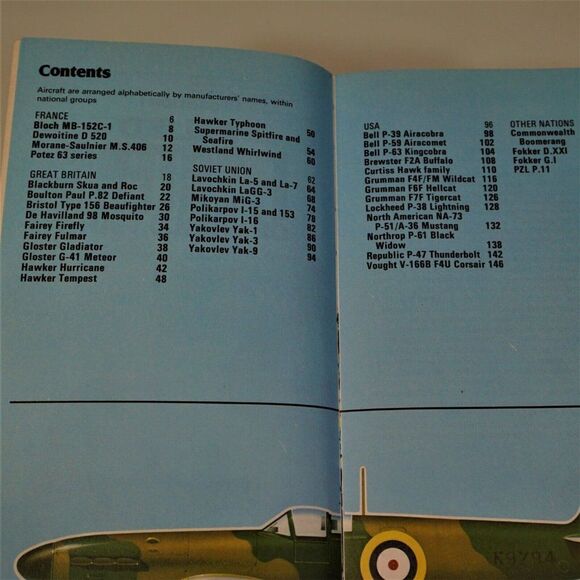 Contents
Aircraft are arranged alphabetically by manufacturers' names, within
national groups
FRANCE 6
Bloch MB-152C-1 8
Dewoitine D 520 10
Morane-Saulnier M.S.406 12
Potez 63 series 16
GREAT BRITAIN 18
Blackburn Skua and Roc 20
Boulton Paul P.82 Defiant 22
Bristol Type 156 Beaufighter 26
De Havilland 98 Mosquito 30
Fairey Firefly 34
Fairey Fulmar 36
Gloster Gladiator 38
Gloster G-41 Meteor 40
Hawker Hurricane 42
Hawker Tempest 48
Hawker Typhoon 50
Supermarine Spitfire and
Seafire 54
Westland Whirlwind 60
SOVIET UNION 62
Lavochkin La-5 and La-7 64
Lavochkin LaGG-3 68
Mikoyan MiG-3 74
Polikarpov I-15 and 153 78
Polikarpov I-16 82
Yakovlev Yak-1 86
Yakovlev Yak-3 90
Yakovlev Yak-9 94
USA 96
Bell P-39 Airacobra 98
Bell P-59 Airacomet 102
Bell P-63 Kingcobra 104
Brewster F2A Buffalo 108
Curtiss Hawk family 110
Grumman F4F/FM Wildcat 116
Grumman F6F Hellcat 120
Grumman F7F Tigercat 126
Lockheed P-38 Lightning 128
North American NA-73
P-51/A-36 Mustang 132
Northrop P-61 Black
Widow 138
Republic P-47 Thunderbolt 142
Vought V-166B F4U Corsair 146
OTHER NATIONS
Commonwealth
Boomerang
Fokker D.XXI
Fokker G.I
PZL P.11
K9794